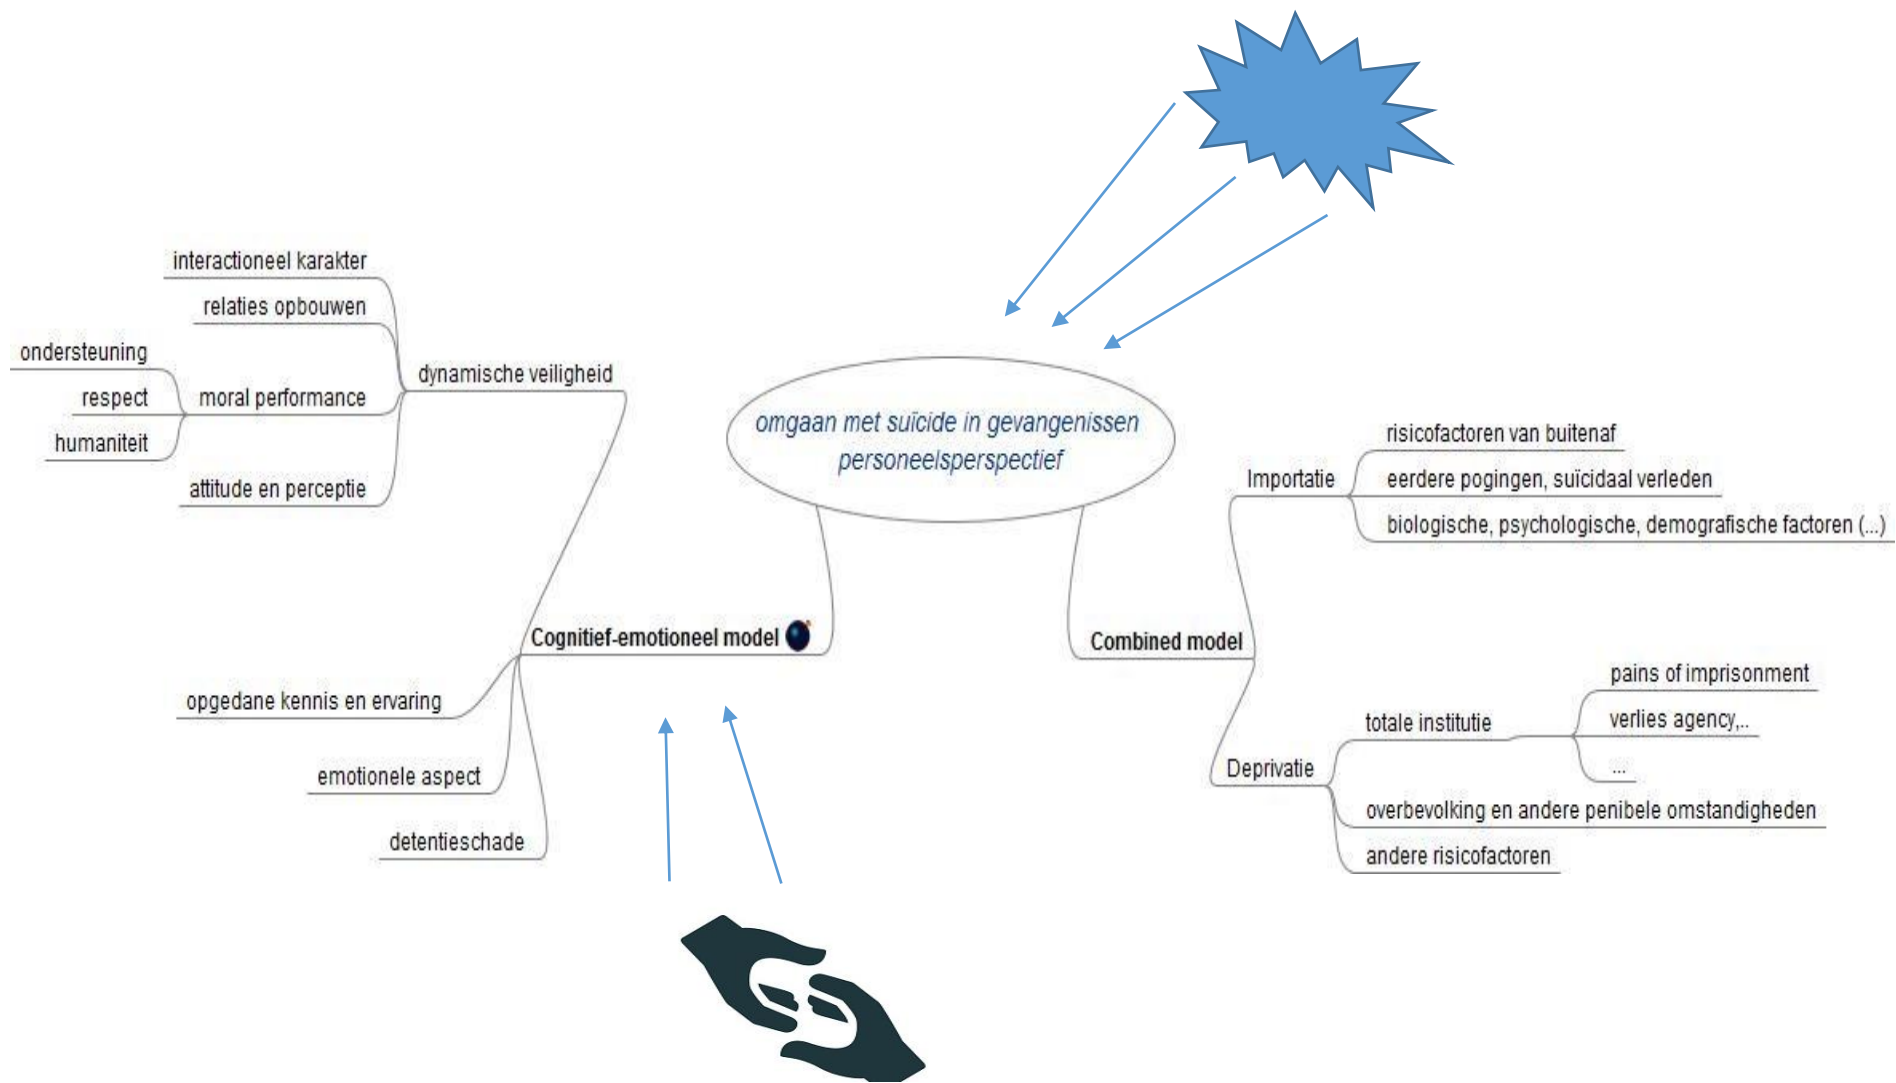 omgaan met suïcide in gevangenissen
personeelsperspectief
interactioneel karakter
relaties opbouwen
ondersteuning
respect
humaniteit
moral performance
attitude en perceptie
dynamische veiligheid
Cognitief-emotioneel model
opgedane kennis en ervaring
emotionele aspect
detentieschade
Combined model
Importatie
risicofactoren van buitenaf
eerdere pogingen, suïcidaal verleden
biologische, psychologische, demografische factoren (...)
Deprivatie
totale institutie
pains of imprisonment
verlies agency,..
...
overbevolking en andere penibele omstandigheden
andere risicofactoren